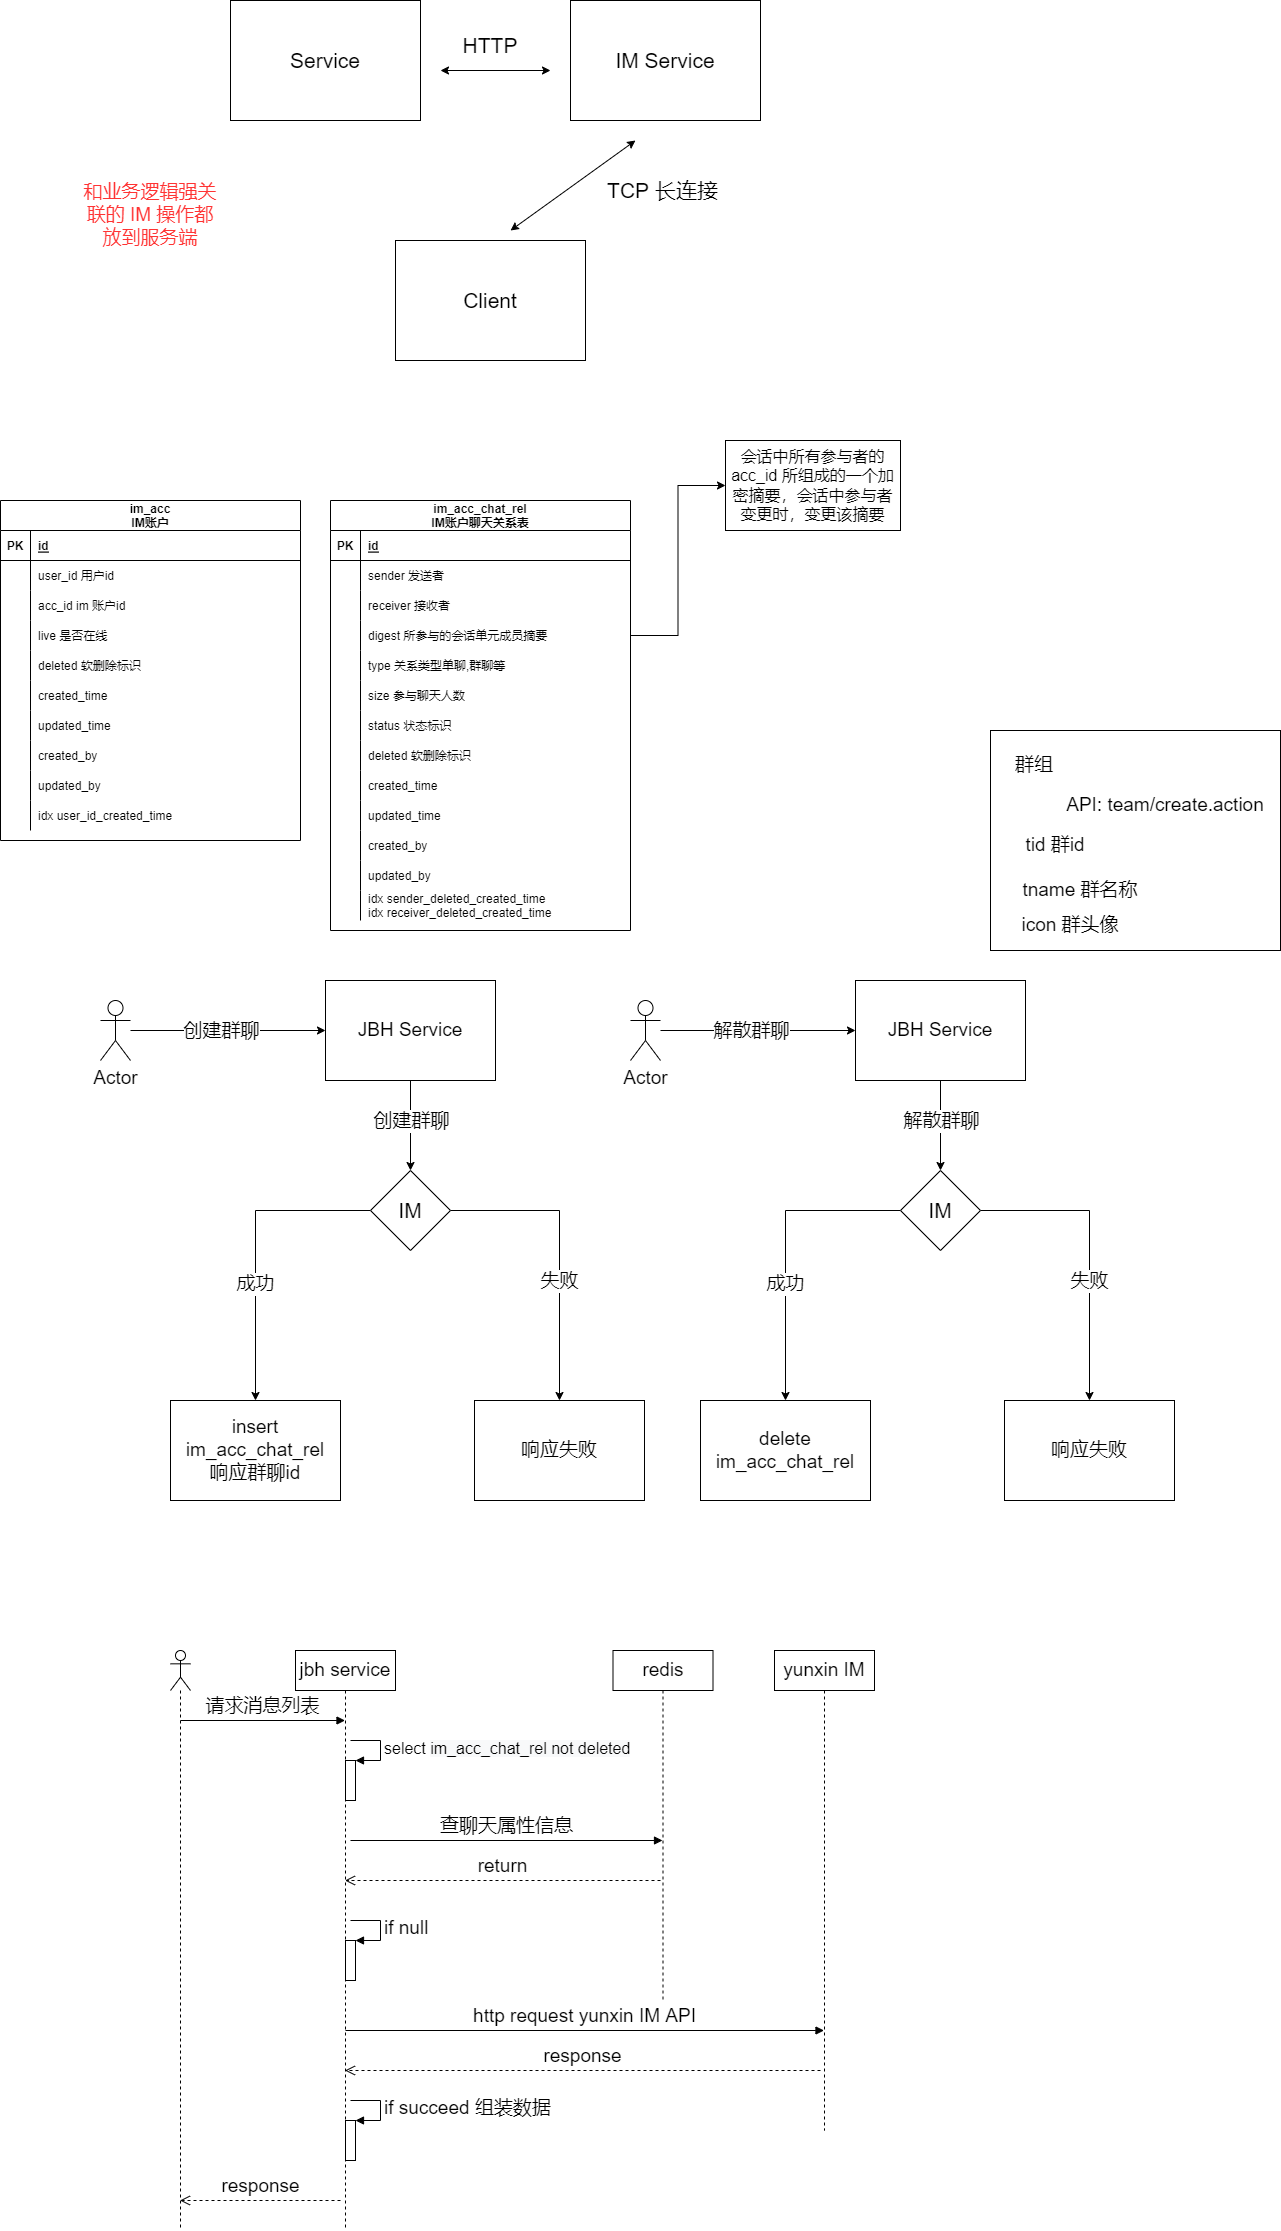 Service
HTTP
IM Service
TCP 长连接
和业务逻辑强关
联的 IM 操作都
放到服务端
Client
会话中所有参与者的
acc_id 所组成的一个加
密摘要，会话中参与者
变更时，变更该摘要
im_acc
IM账户
PK
id
user_id 用户id
acc_id im 账户id
live 是否在线
deleted 软删除标识
created_time
updated_time
created_by
updated_by
idx user_id_created_time
im_acc_chat_rel
IM账户聊天关系表
PK
id
sender 发送者
receiver 接收者
digest 所参与的会话单元成员摘要
type 关系类型单聊,群聊等
size 参与聊天人数
status 状态标识
deleted 软删除标识
created_time
updated_time
created_by
updated_by
idx sender_deleted_created_time
idx receiver_deleted_created_time
群组
API: team/create.action
tid 群id
tname 群名称
icon 群头像
Actor
创建群聊
JBH Service
创建群聊
IM
成功
失败
insert
im_acc_chat_rel
响应群聊id
响应失败
Actor
解散群聊
JBH Service
解散群聊
IM
成功
失败
delete
im_acc_chat_rel
响应失败
jbh service
redis
yunxin IM
请求消息列表
select im_acc_chat_rel not deleted
查聊天属性信息
return
if null
http request yunxin IM API
response
if succeed 组装数据
response